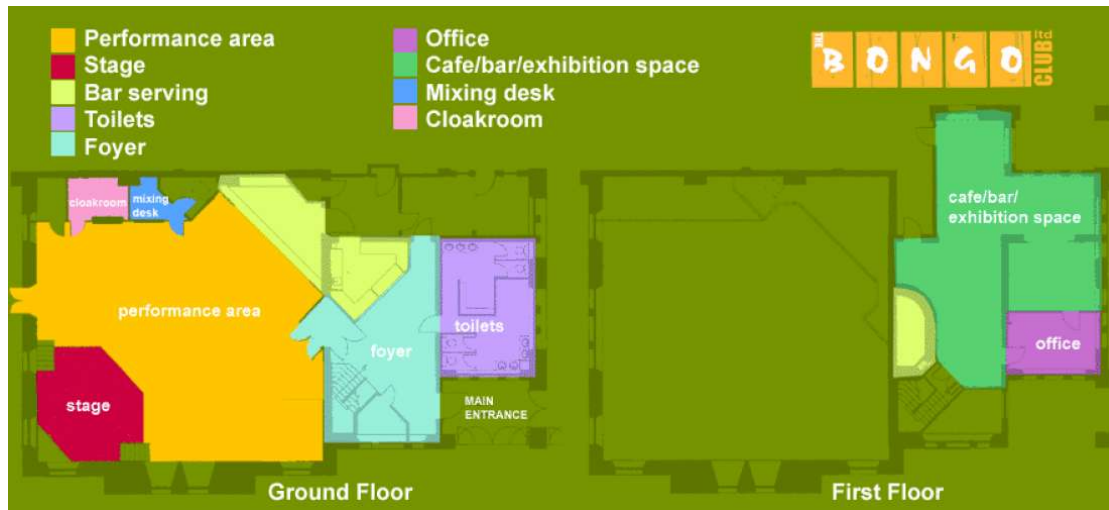 Performance area
Stage
Bar serving
Toilets
Foyer
Office
Cafe/bar/exhibition space
Mixing desk
Cloakroom
THE BONGO CLUB ltd.
cloakroom
mixing
desk
performance area
stage
foyer
toilets
MAIN
ENTRANCE
Ground Floor
cafe/bar/
exhibition space
office
First Floor